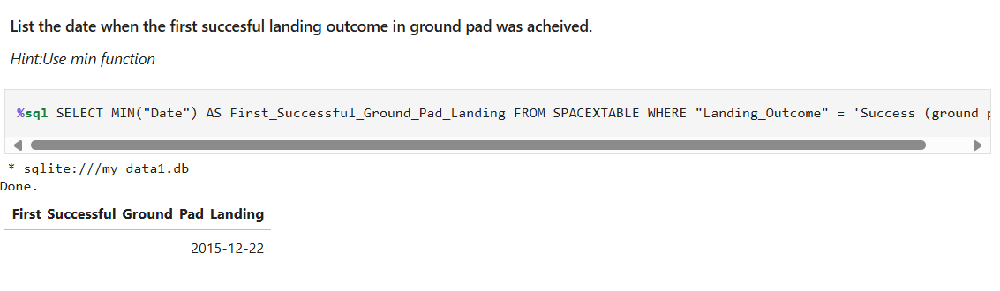 List the date when the first succesful landing outcome in ground pad was acheived.
Hint:Use min function
%sql SELECT MIN("Date") AS First_Successful_Ground_Pad_Landing FROM SPACEXTABLE WHERE "Landing_Outcome" = 'Success (ground
* sqlite:///my_data1.db
Done.
First_Successful_Ground_Pad_Landing
2015-12-22